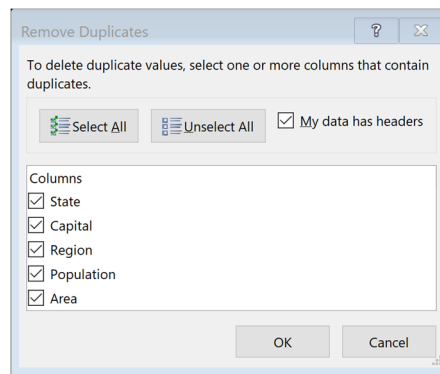 Remove Duplicates
?
To delete duplicate values, select one or more columns that contain
duplicates.
Select All
Unselect All
My data has headers
Columns
State
Capital
Region
Population
Area
OK
Cancel